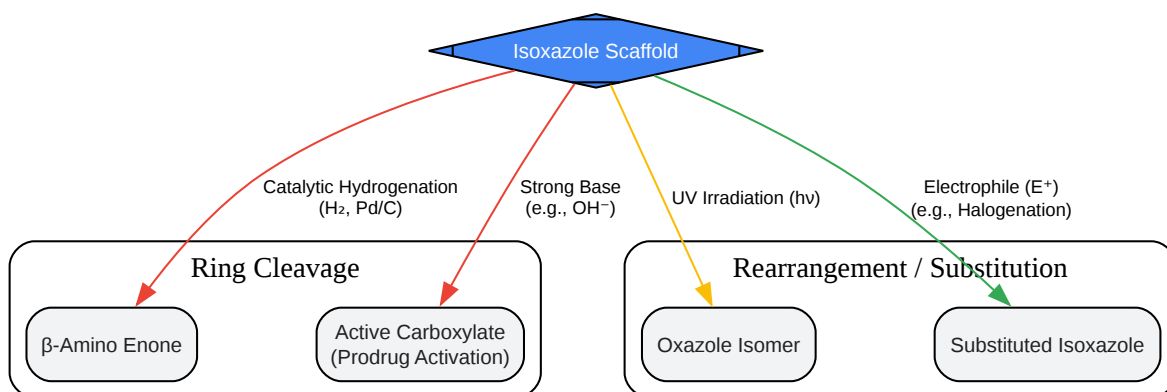 Isoxazole Scaffold
Catalytic Hydrogenation
(H₂, Pd/C)
Strong Base
(e.g., OH⁻)
UV Irradiation (hν)
Electrophile (E⁺)
(e.g., Halogenation)
Ring Cleavage
Rearrangement / Substitution
β-Amino Enone
Active Carboxylate
(Prodrug Activation)
Oxazole Isomer
Substituted Isoxazole